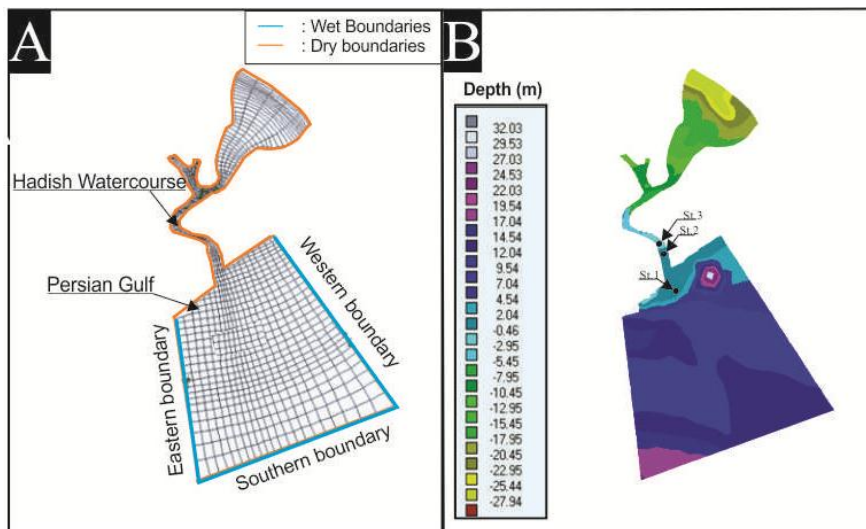 A
: Wet Boundaries
: Dry boundaries
Hadish Watercourse
Persian Gulf
Western boundary
Eastern boundary
Southern boundary
B
Depth (m)
32.03
29.53
27.03
24.53
22.03
19.54
17.04
14.54
12.04
9.54
7.04
4.54
2.04
-0.46
-2.95
-5.45
-7.95
-10.45
-12.95
-15.45
-17.95
-20.45
-22.95
-25.44
-27.94
St.3
St.2
St.1